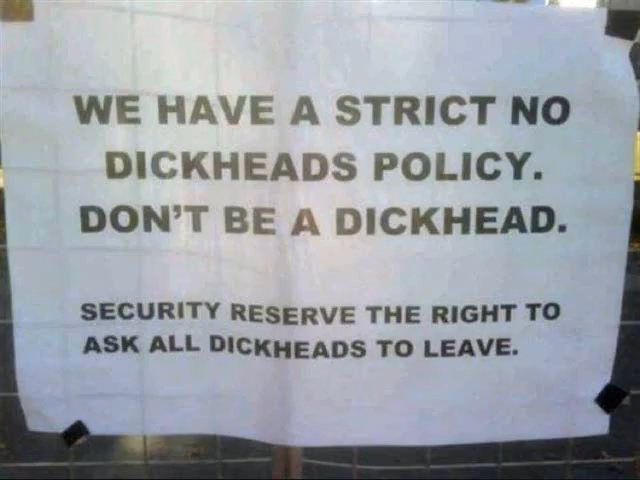 WE HAVE A STRICT NO
DICKHEADS POLICY.
DON'T BE A DICKHEAD.
SECURITY RESERVE THE RIGHT TO
ASK ALL DICKHEADS TO LEAVE.